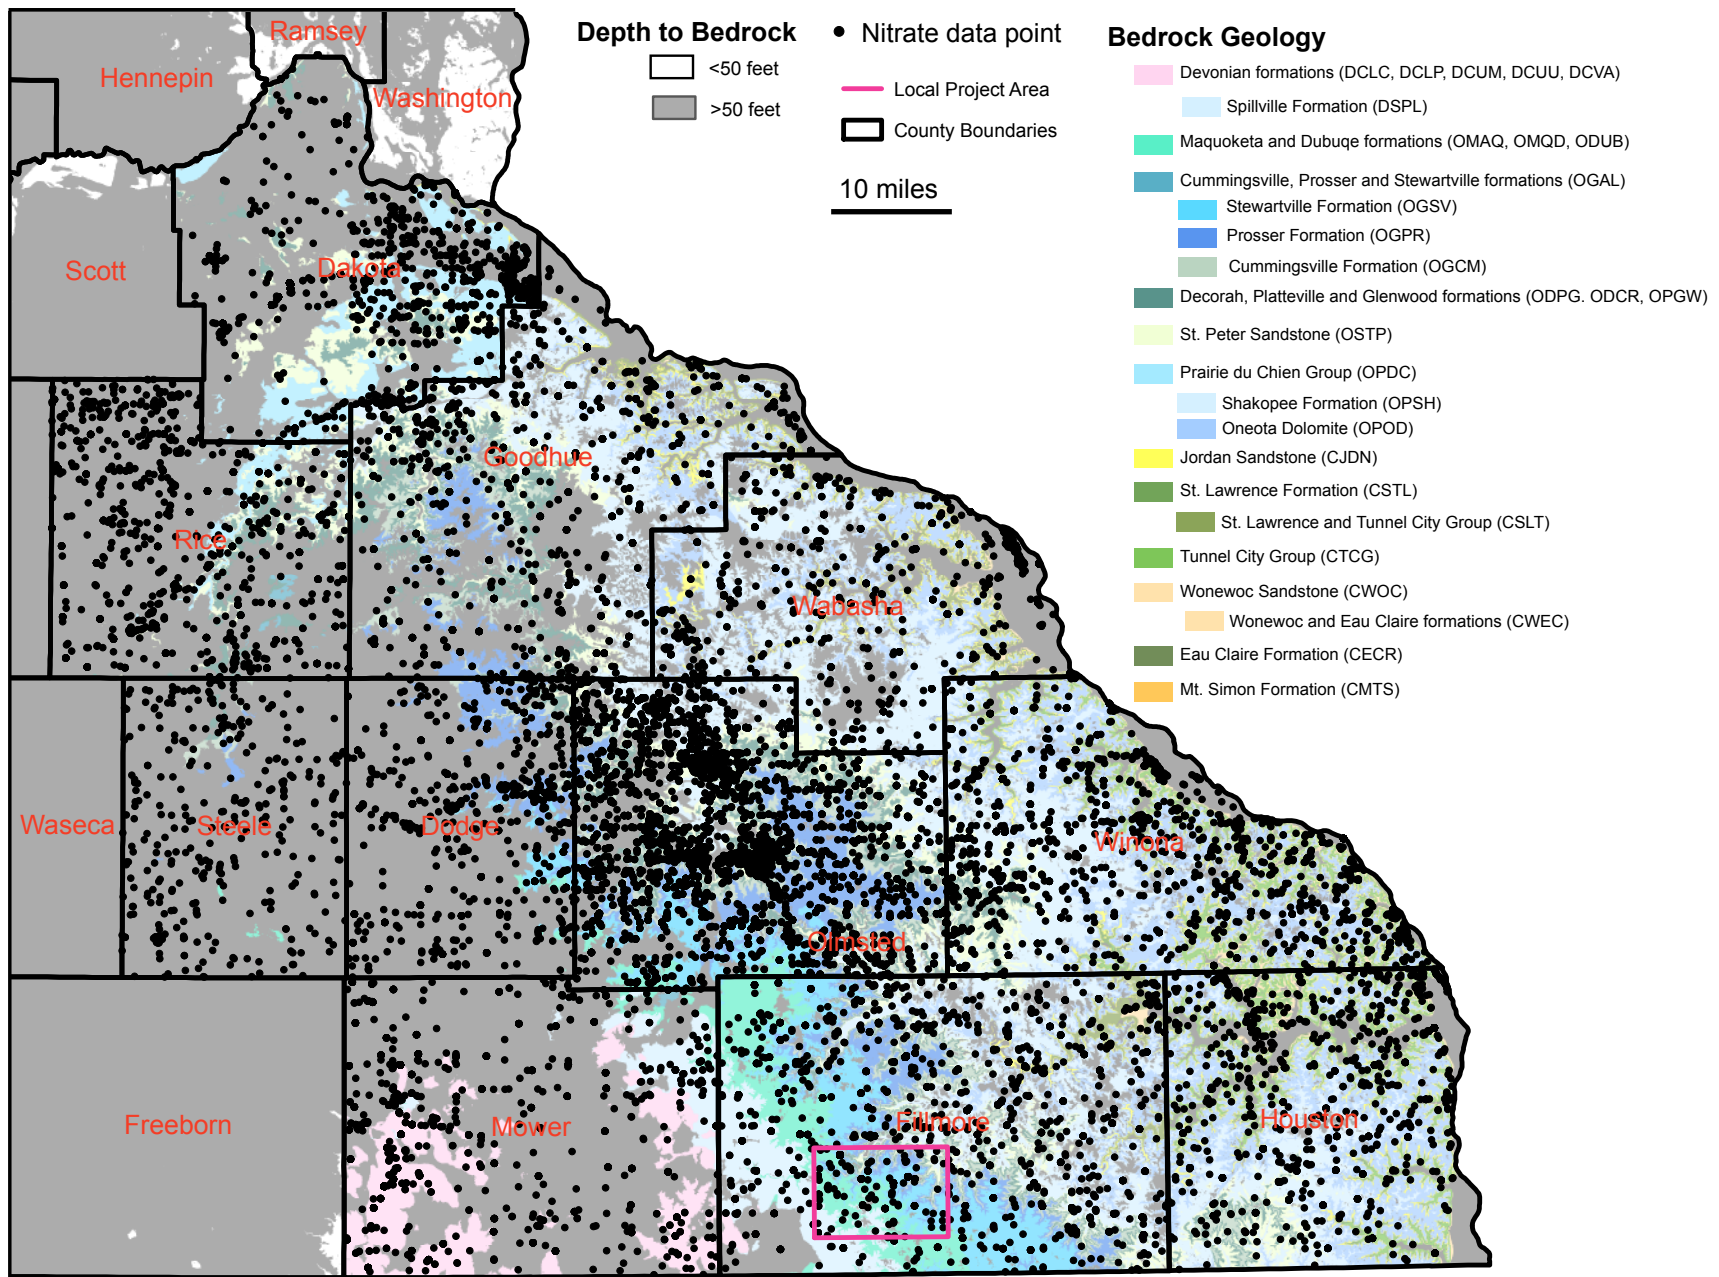 Depth to Bedrock
<50 feet
>50 feet
Nitrate data point
Local Project Area
County Boundaries
10 miles
Bedrock Geology
Devonian formations (DCLC, DCLP, DCUM, DCUU, DCVA)
Spillville Formation (DSPL)
Maquoketa and Dubuqe formations (OMAQ, OMQD, ODUB)
Cummingsville, Prosser and Stewartville formations (OGAL)
Stewartville Formation (OGSV)
Prosser Formation (OGPR)
Cummingsville Formation (OGCM)
Decorah, Platteville and Glenwood formations (ODPG. ODCR, OPGW)
St. Peter Sandstone (OSTP)
Prairie du Chien Group (OPDC)
Shakopee Formation (OPSH)
Oneota Dolomite (OPOD)
Jordan Sandstone (CJDN)
St. Lawrence Formation (CSTL)
St. Lawrence and Tunnel City Group (CSLT)
Tunnel City Group (CTCG)
Wonewoc Sandstone (CWOC)
Wonewoc and Eau Claire formations (CWEC)
Eau Claire Formation (CECR)
Mt. Simon Formation (CMTS)
Ramsey
Hennepin
Washington
Scott
Dakota
Goodhue
Rice
Wabasha
Waseca
Steele
Dodge
Winona
Olmsted
Freeborn
Mower
Fillmore
Houston